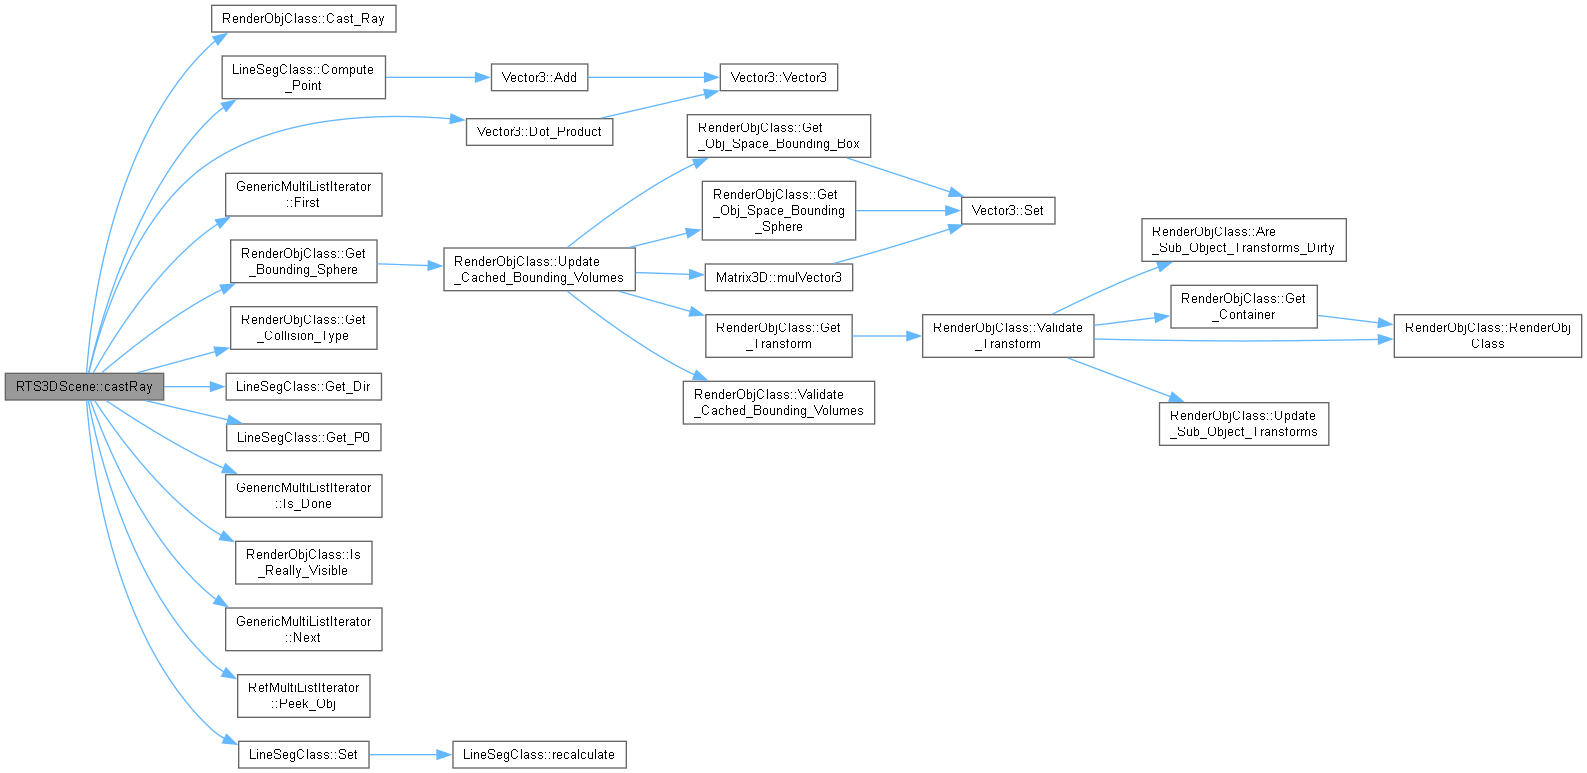 RTS3DScene::castRay
RenderObjClass::Cast_Ray
LineSegClass::Compute
_Point
Vector3::Add
Vector3::Vector3
Vector3::Dot_Product
GenericMultiListIterator
::First
RenderObjClass::Get
_Bounding_Sphere
RenderObjClass::Update
_Cached_Bounding_Volumes
RenderObjClass::Get
_Obj_Space_Bounding_Box
RenderObjClass::Get
_Obj_Space_Bounding
_Sphere
Vector3::Set
Matrix3D::mulVector3
RenderObjClass::Get
_Transform
RenderObjClass::Validate
_Transform
RenderObjClass::Are
_Sub_Object_Transforms_Dirty
RenderObjClass::Get
_Container
RenderObjClass::RenderObj
Class
RenderObjClass::Update
_Sub_Object_Transforms
RenderObjClass::Validate
_Cached_Bounding_Volumes
RenderObjClass::Get
_Collision_Type
LineSegClass::Get_Dir
LineSegClass::Get_P0
GenericMultiListIterator
::Is_Done
RenderObjClass::Is
_Really_Visible
GenericMultiListIterator
::Next
RefMultiListIterator
::Peek_Obj
LineSegClass::Set
LineSegClass::recalculate